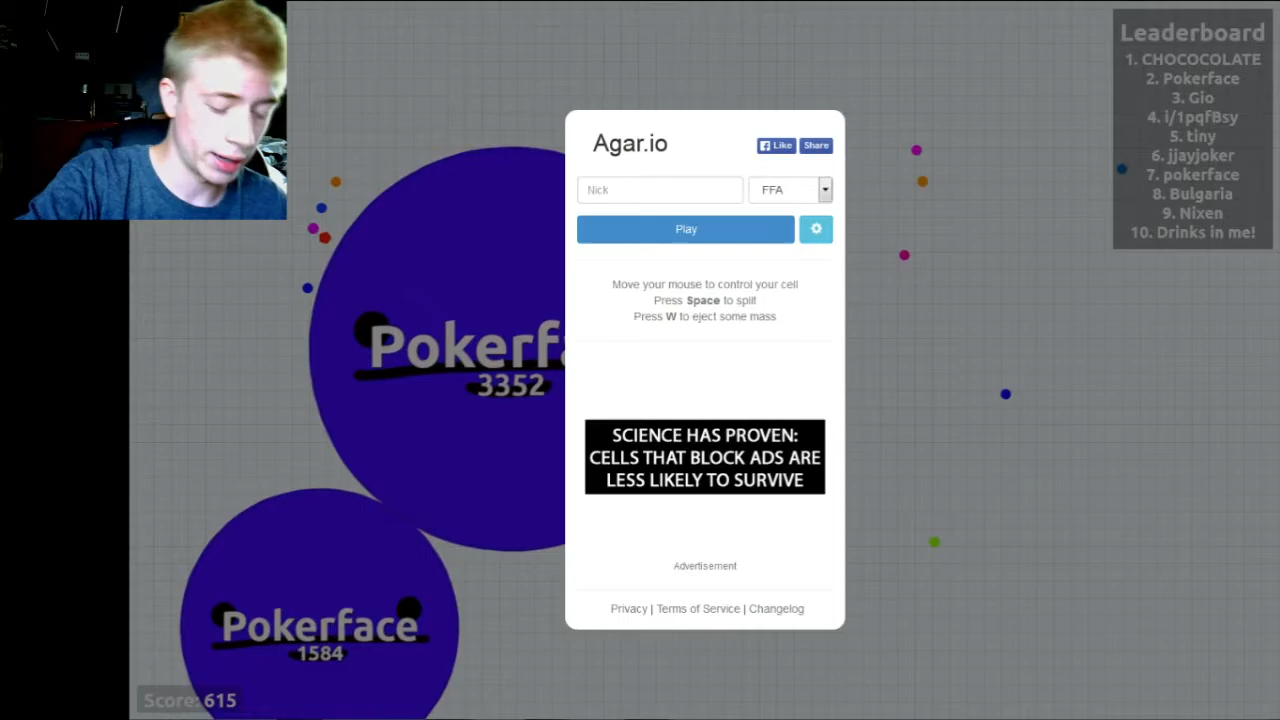 Leaderboard
1. CHOCOCOLATE
2. Pokerface
3. Gio
4. i/1pqfBsy
5. tiny
6. jjayjoker
7. pokerface
8. Bulgaria
9. Nixen
10. Drinks in me!
Agar.io
Like
Share
Nick
FFA
Play
Move your mouse to control your cell
Press Space to split
Press W to eject some mass
SCIENCE HAS PROVEN:
CELLS THAT BLOCK ADS ARE
LESS LIKELY TO SURVIVE
Advertisement
Privacy | Terms of Service | Changelog
Pokerfa
3352
Pokerface
1584
Score: 615